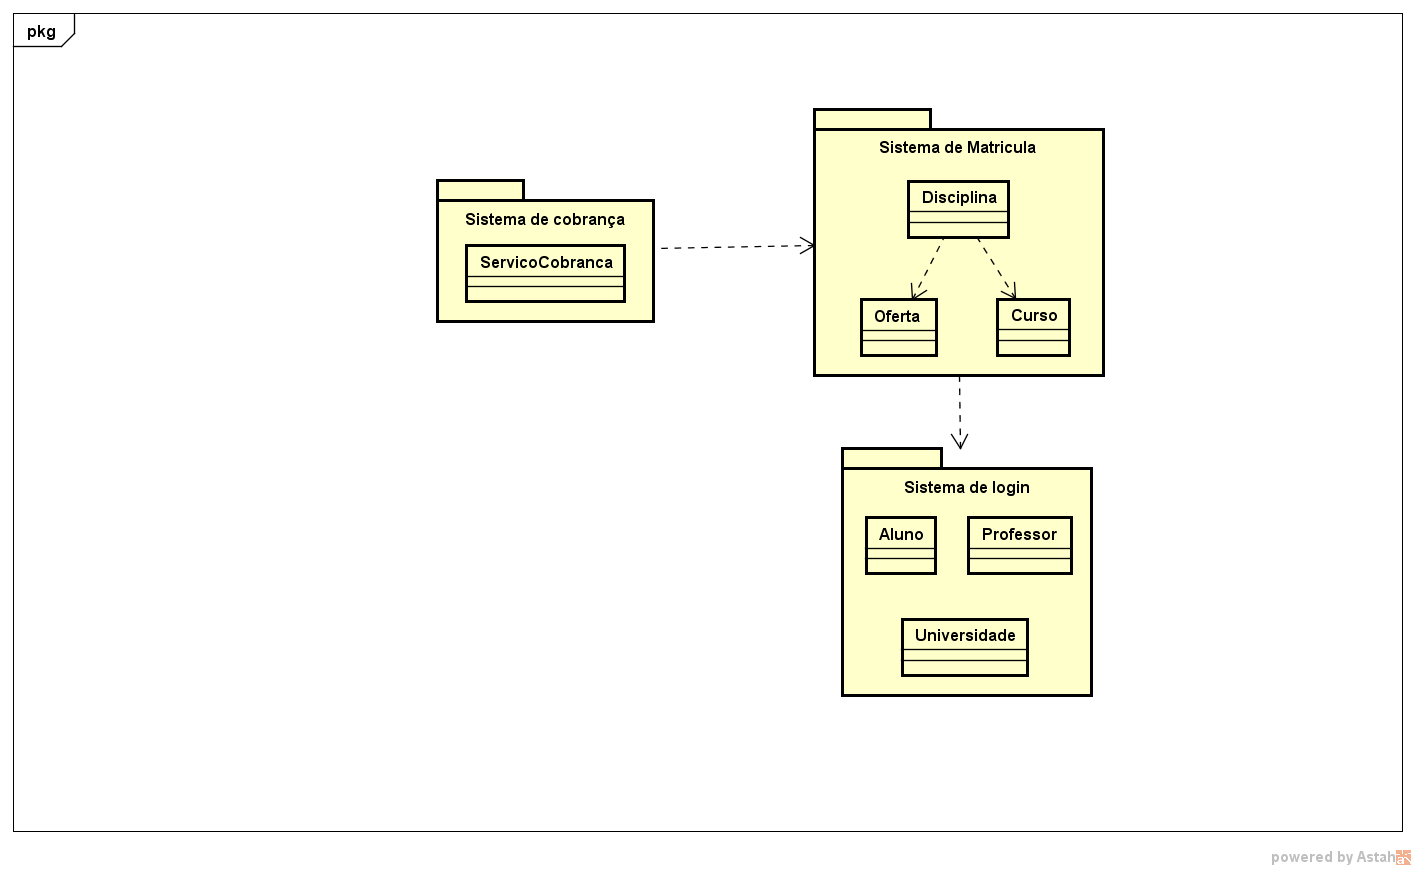 pkg
Sistema de Matricula
Disciplina
Sistema de cobrança
ServicoCobranca
Oferta
Curso
Sistema de login
Aluno
Professor
Universidade
powered by Astah